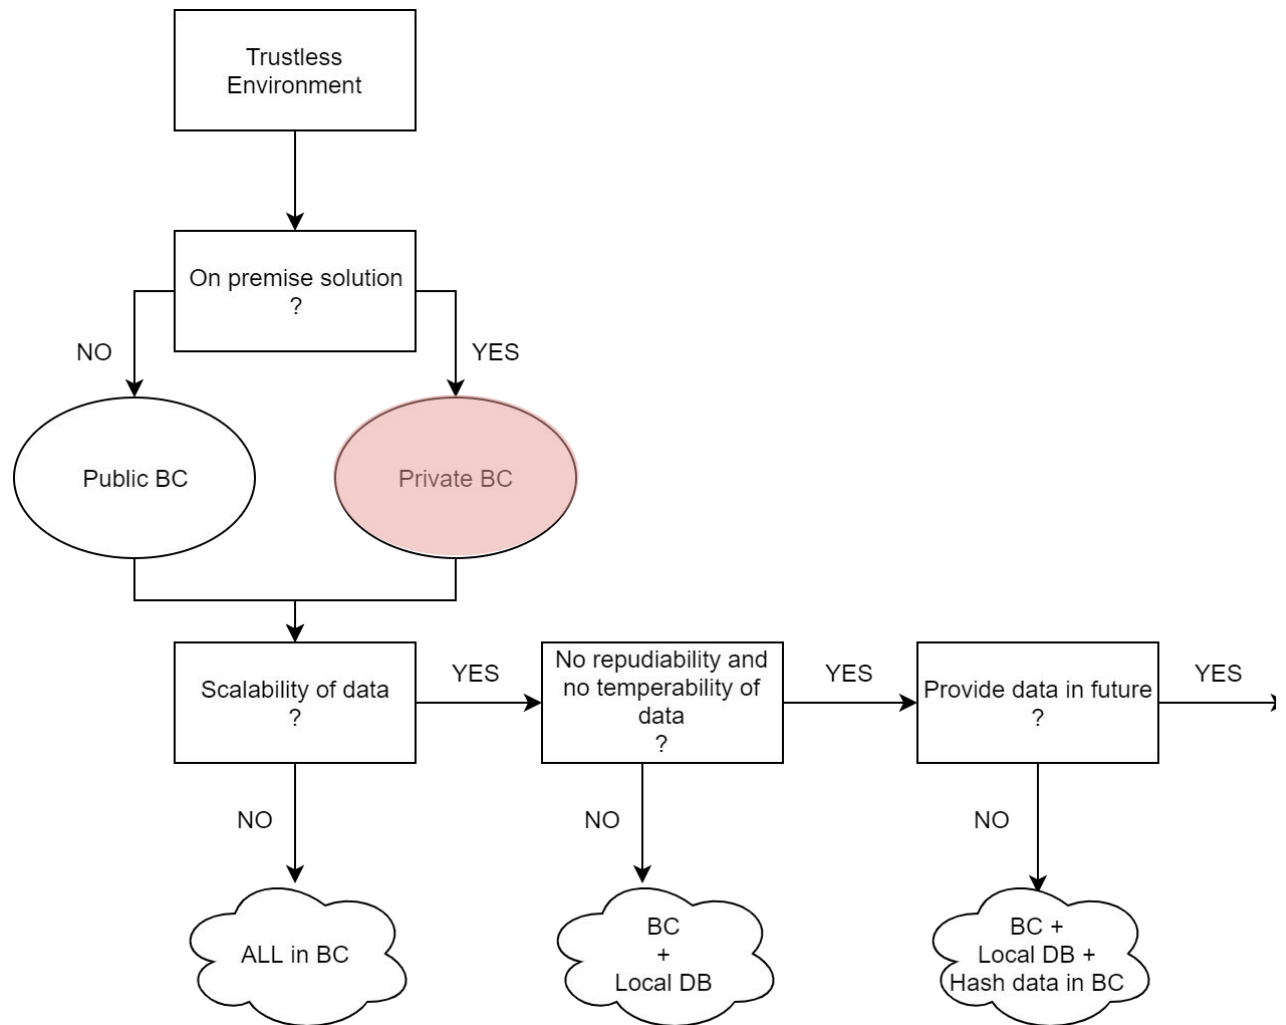 Trustless
Environment
On premise solution
?
NO
YES
Public BC
Private BC
Scalability of data
?
YES
No repudiability and
no temperability of
data
?
YES
Provide data in future
?
YES
NO
NO
NO
ALL in BC
BC
+
Local DB
BC +
Local DB +
Hash data in BC